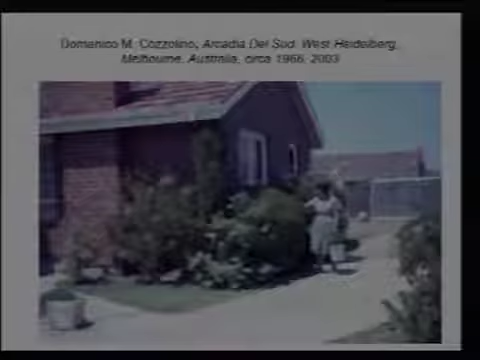 Domenico M. Cozzolino, Arcadia Del Sud. West Heidelberg,
Melbourne. Australia, circa 1966, 2003